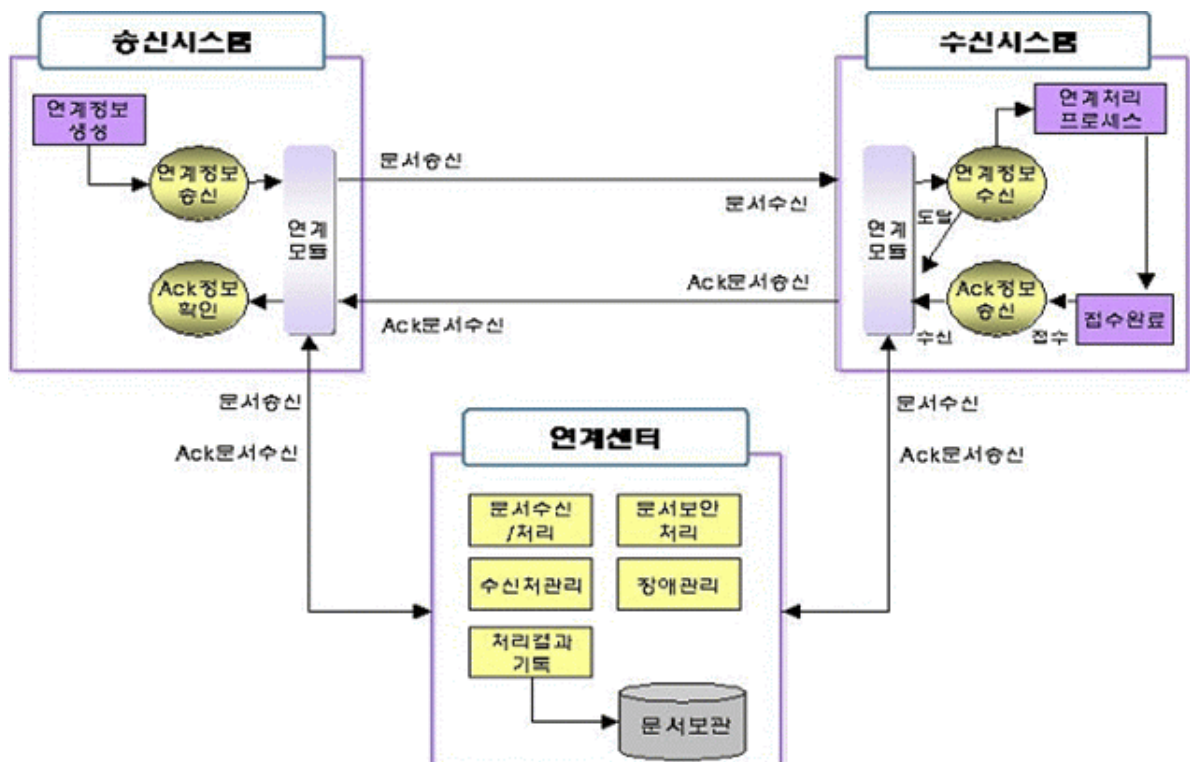 송신시스템
수신시스템
연계정보
생성
연계정보
송신
연계
모듈
Ack정보
확인
문서송신
문서수신
Ack문서송신
Ack문서수신
연계처리
프로세스
연계정보
수신
도달
연계
모듈
Ack정보
송신
수신
접수
접수완료
문서송신
Ack문서수신
문서수신
Ack문서송신
연계센터
문서수신
/처리
문서보안
처리
수신처관리
장애관리
처리결과
기록
문서보관